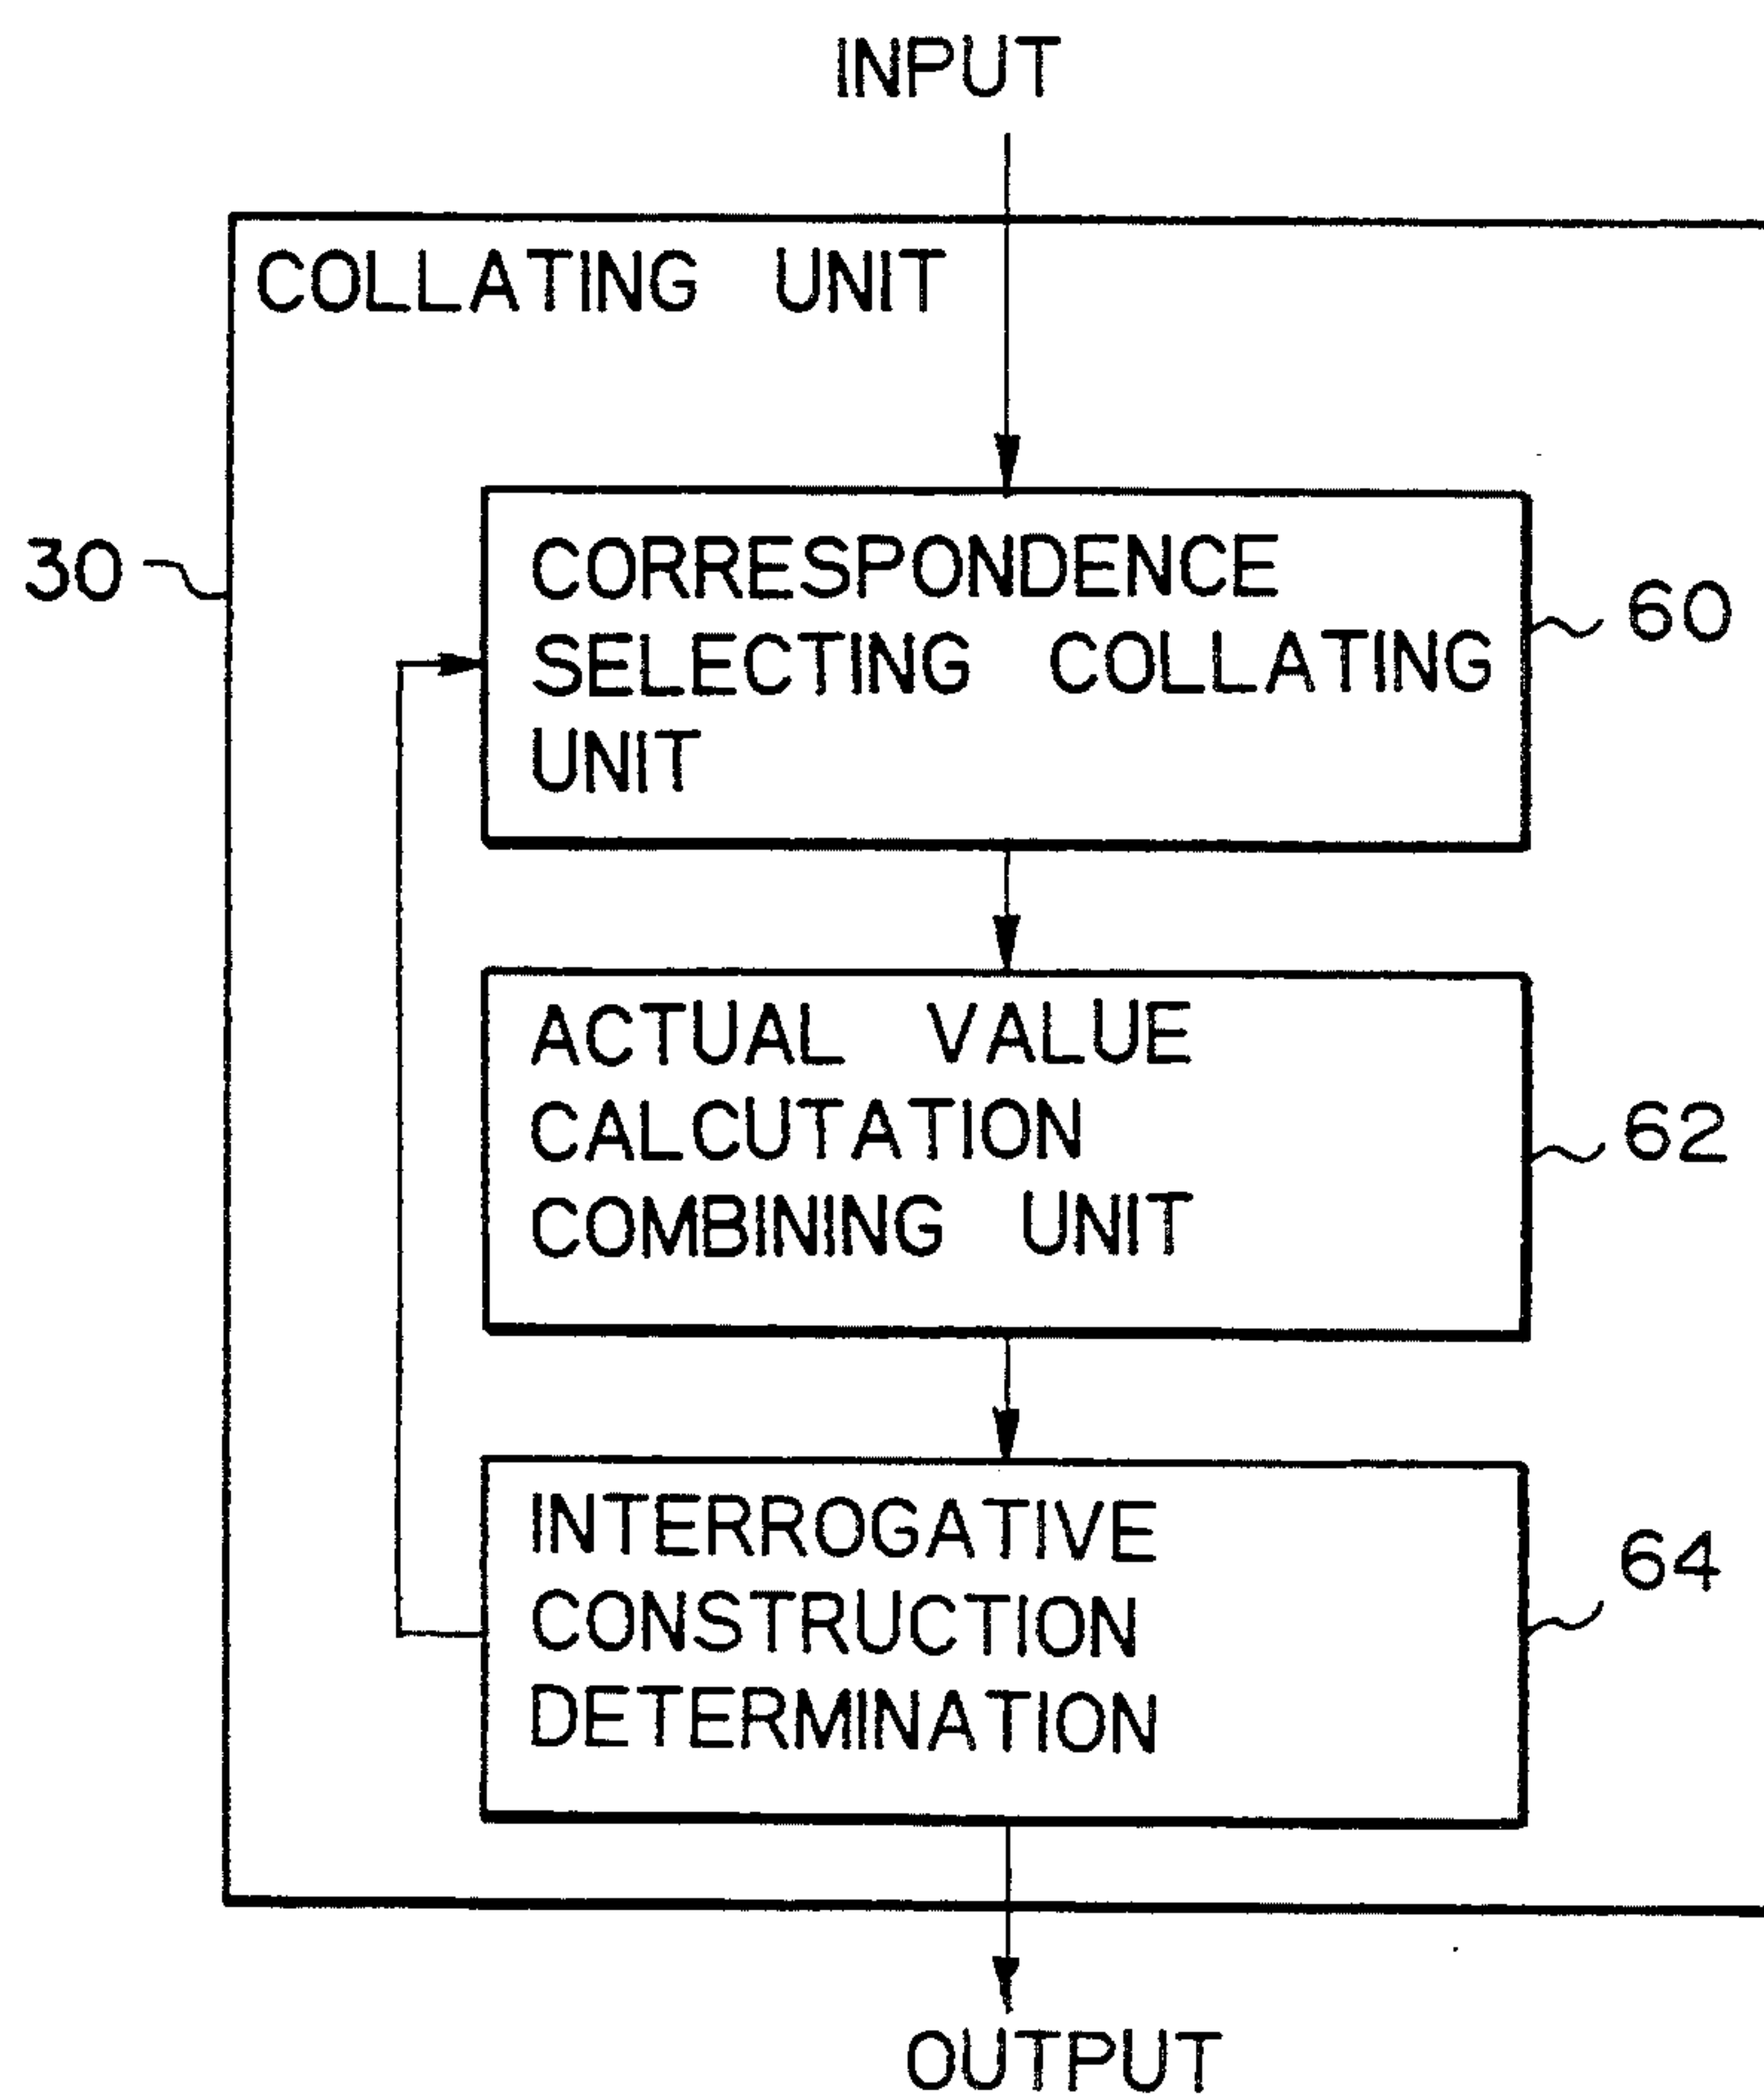 INPUT
COLLATING UNIT
30
CORRESPONDENCE
SELECTING COLLATING
UNIT
60
ACTUAL VALUE
CALCUTATION
COMBINING UNIT
62
INTERROGATIVE
CONSTRUCTION
DETERMINATION
64
OUTPUT